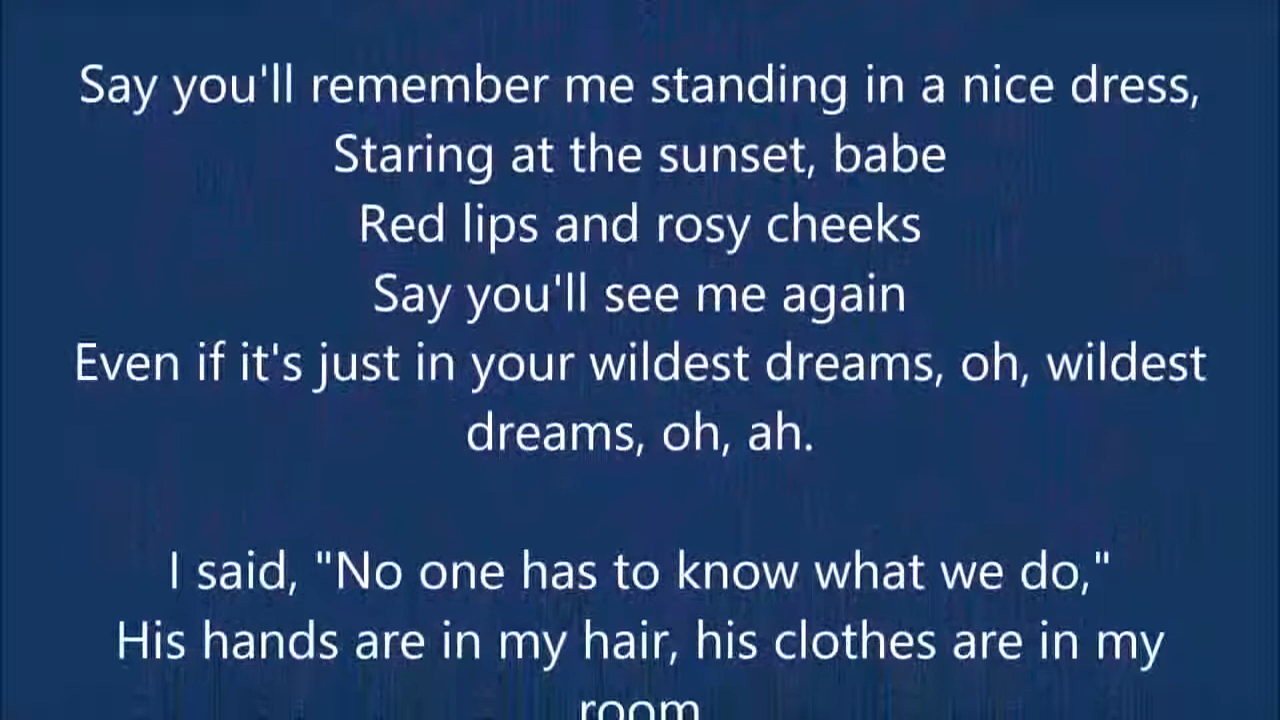 Say you'll remember me standing in a nice dress,
Staring at the sunset, babe
Red lips and rosy cheeks
Say you'll see me again
Even if it's just in your wildest dreams, oh, wildest
dreams, oh, ah.
I said, "No one has to know what we do,"
His hands are in my hair, his clothes are in my
room